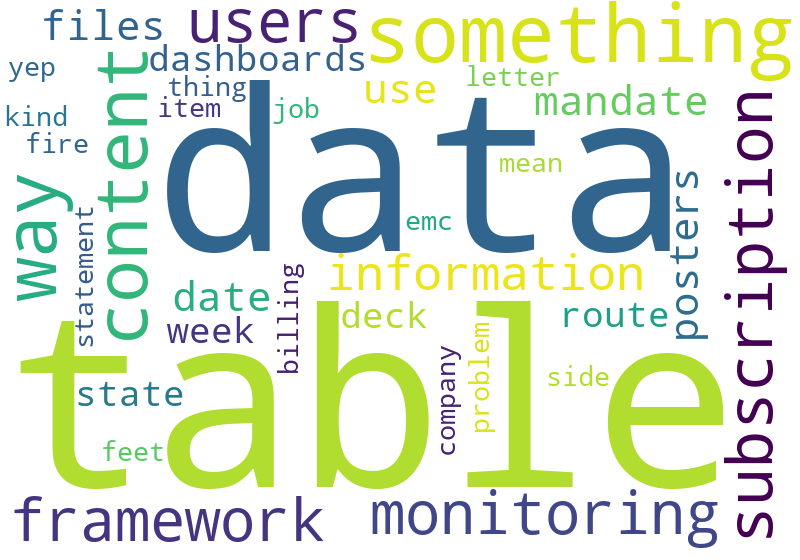 files
users
something
yep
dashboards
thing
use
letter
kind
item
job
mandate
fire
content
data
mean
subscription
way
statement
emc
posters
information
date
billing
deck
route
week
table
company
problem
side
state
feet
framework
monitoring